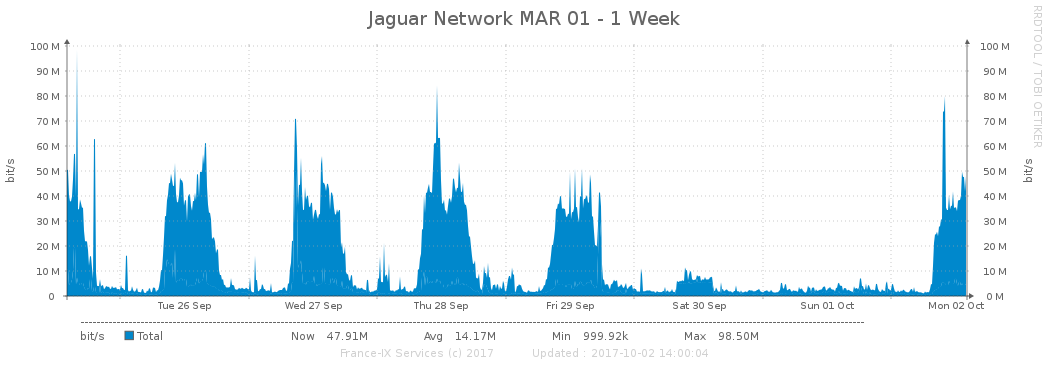 Jaguar Network MAR 01 - 1 Week
RRDTOOL / TOBI OETIKER
bit/s
bit/s
100 M 100 M
90 M 90 M
80 M 80 M
70 M 70 M
60 M 60 M
50 M 50 M
40 M 40 M
30 M 30 M
20 M 20 M
10 M 10 M
0 0 M
Tue 26 Sep Wed 27 Sep Thu 28 Sep Fri 29 Sep Sat 30 Sep Sun 01 Oct Mon 02 Oct
bit/s Total Now 47.91M Avg 14.17M Min 999.92k Max 98.50M
France-IX Services (c) 2017 Updated : 2017-10-02 14:00:04